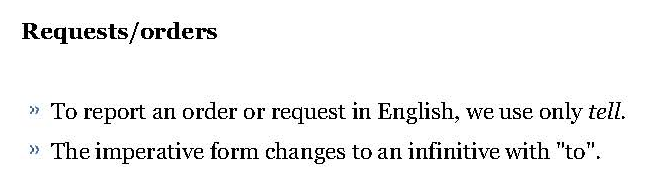 Requests/orders
» To report an order or request in English, we use only tell.
» The imperative form changes to an infinitive with "to".